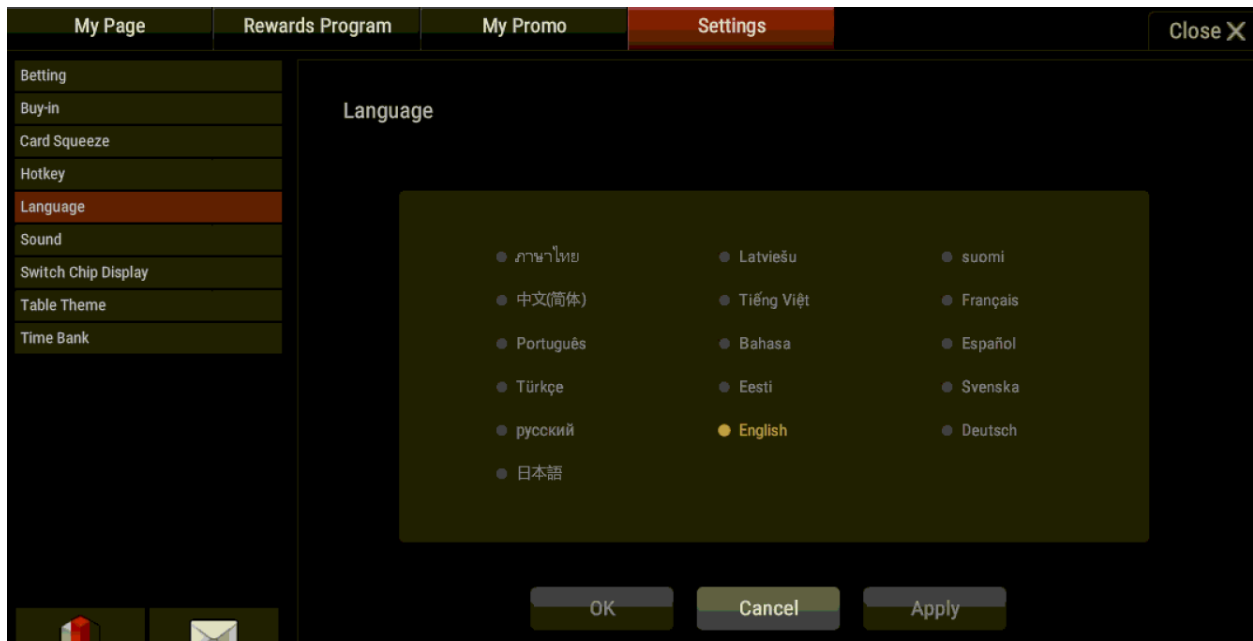 My Page Rewards Program My Promo Settings Close X
Betting
Buy-in
Card Squeeze
Hotkey
Language
Sound
Switch Chip Display
Table Theme
Time Bank
Language
ภาษาไทย Latviešu suomi
中文(简体) Tiếng Việt Français
Português Bahasa Español
Türkçe Eesti Svenska
русский English Deutsch
日本語
OK Cancel Apply